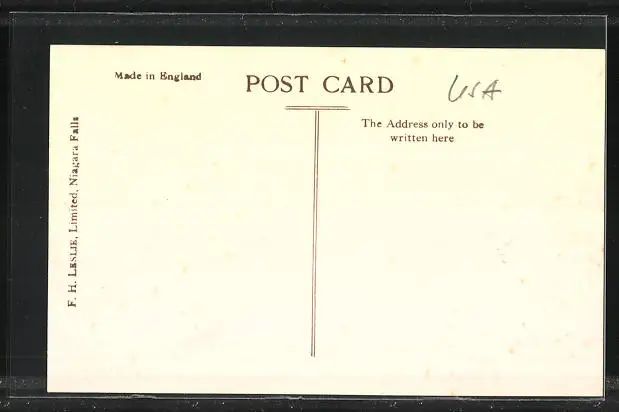 Made in England
POST CARD
USA
The Address only to be
written here
F. H. LESLIE, Limited, Niagara Falls